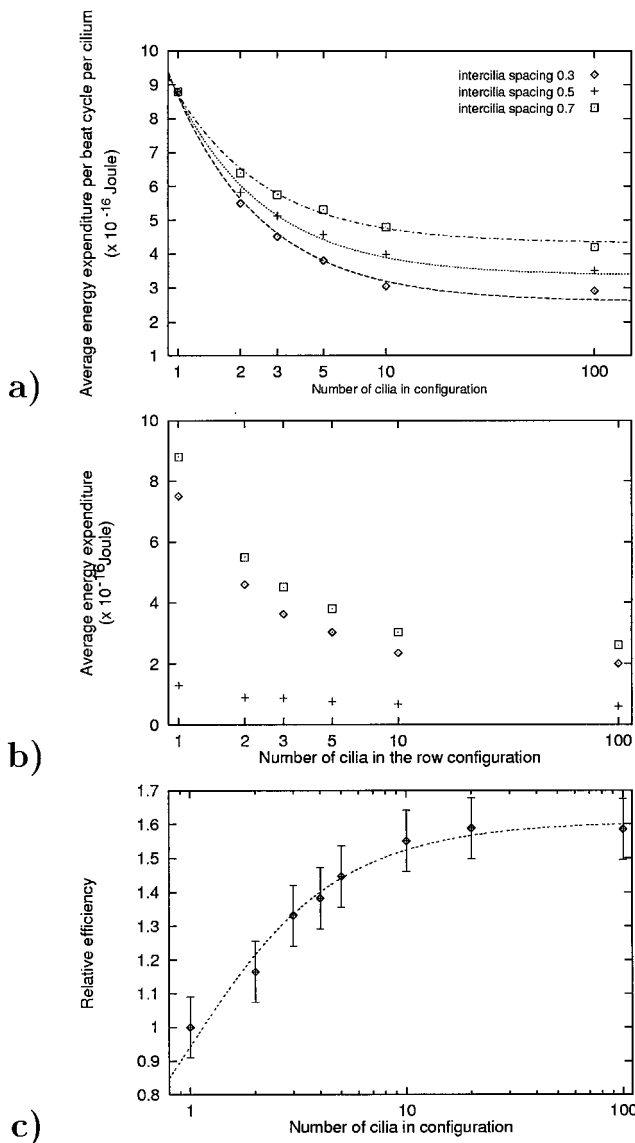 Average energy expenditure per beat cycle per cilium
(x 10 -16 Joule)
10
9
8
7
6
5
4
3
2
1
intercilia spacing 0.3
intercilia spacing 0.5
intercilia spacing 0.7
1 2 3 5 10 100
Number of cilia in configuration
a)
Average energy expenditure
(x 10 -16 Joule)
10
8
6
4
2
0
1 2 3 5 10 100
Number of cilia in the row configuration
b)
Relative efficiency
1.7
1.6
1.5
1.4
1.3
1.2
1.1
1
0.9
0.8
1 10 100
Number of cilia in configuration
c)